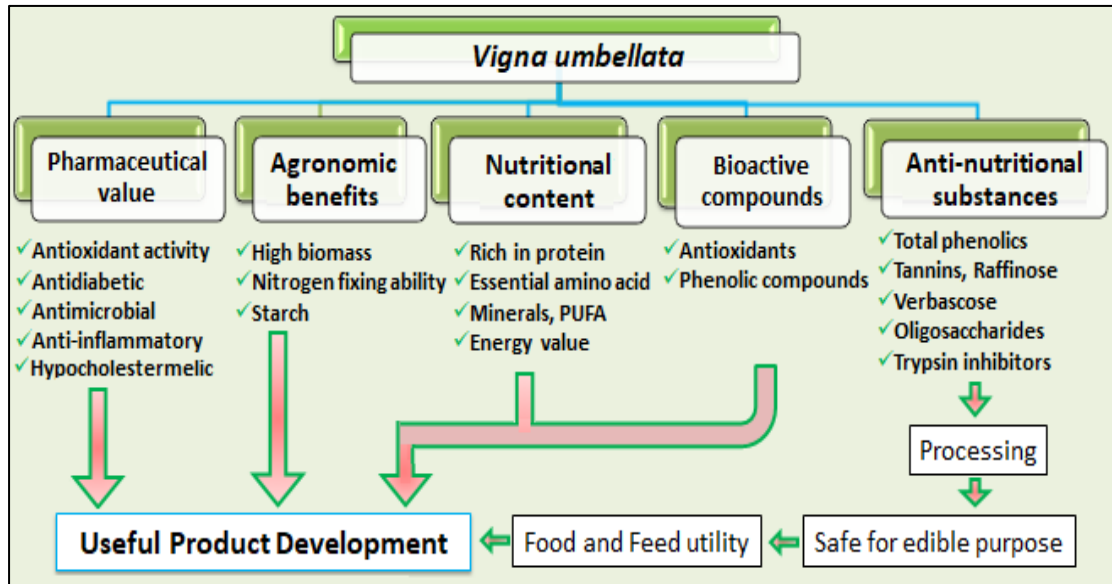 Vigna umbellata
Pharmaceutical
value
Antioxidant activity
Antidiabetic
Antimicrobial
Anti-inflammatory
Hypocholestermelic
Agronomic
benefits
High biomass
Nitrogen fixing ability
Starch
Nutritional
content
Rich in protein
Essential amino acid
Minerals, PUFA
Energy value
Bioactive
compounds
Antioxidants
Phenolic compounds
Anti-nutritional
substances
Total phenolics
Tannins, Raffinose
Verbascose
Oligosaccharides
Trypsin inhibitors
Processing
Safe for edible purpose
Food and Feed utility
Useful Product Development